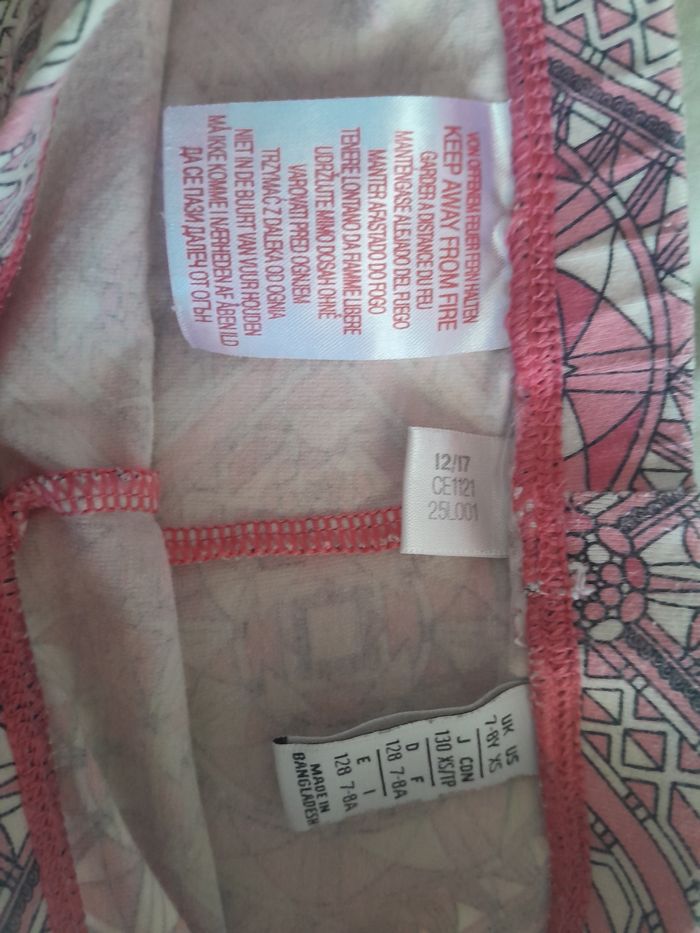 VON OFFENEM FEUER FERN HALTEN
KEEP AWAY FROM FIRE
GARDER A DISTANCE DU FEU
MANTENGASE ALEJADO DEL FUEGO
MANTER AFASTADO DO FOGO
TENERE LONTANO DA FIAMME LIBERE
UDRŽUJTE MIMO DOSAH OHNĚ
VAROVATI PRED OGNJEM
TRZYMAĆ Z DALEKA OD OGNIA
NIET IN DE BUURT VAN VUUR HOUDEN
MÅ IKKE KOMME I NÆRHEDEN AF ÅBEN ILD
ДА СЕ ПАЗИ ДАЛЕЧ ОТ ОГЪН
12/17
CE1121
25L001
UK US
7-8Y XS
J CDN
130 XS/TP
D F
128 7-8A
E I
128 7-8A
MADE IN
BANGLADESH